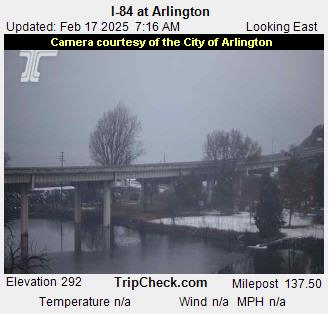 I-84 at Arlington
Updated: Feb 17 2025 7:16 AM Looking East
Camera courtesy of the City of Arlington
Elevation 292 TripCheck.com Milepost 137.50
Temperature n/a Wind n/a MPH n/a